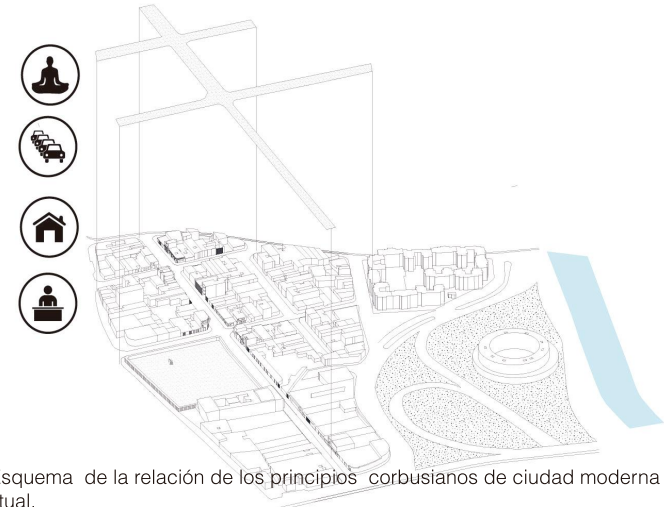 squema de la relación de los principios corbusianos de ciudad moderna
tual.